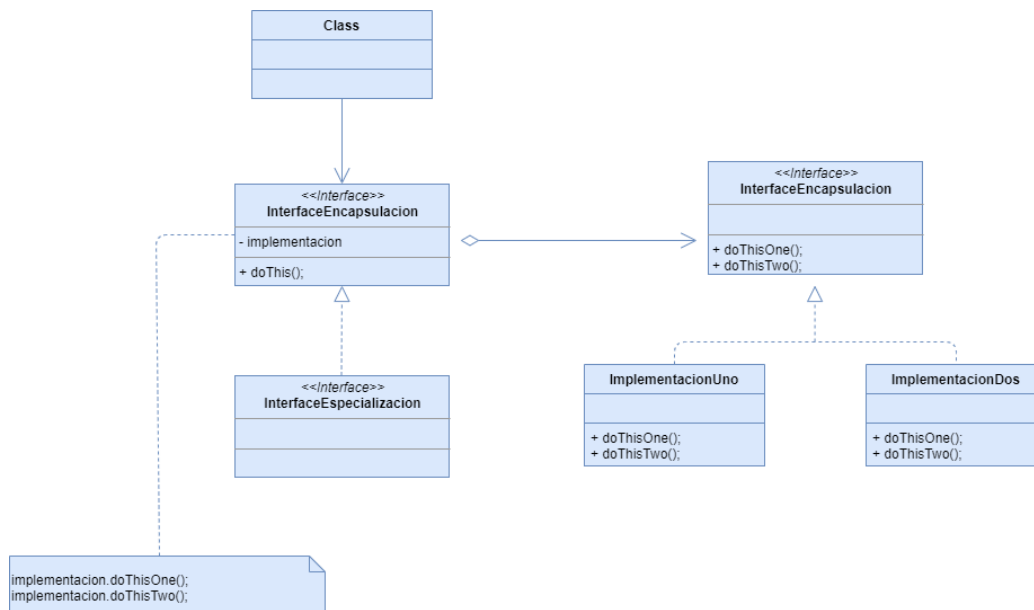 Class
<<Interface>>
InterfaceEncapsulacion
- implementacion
+ doThis();
<<Interface>>
InterfaceEncapsulacion
+ doThisOne();
+ doThisTwo();
<<Interface>>
InterfaceEspecializacion
ImplementacionUno
+ doThisOne();
+ doThisTwo();
ImplementacionDos
+ doThisOne();
+ doThisTwo();
implementacion.doThisOne();
implementacion.doThisTwo();